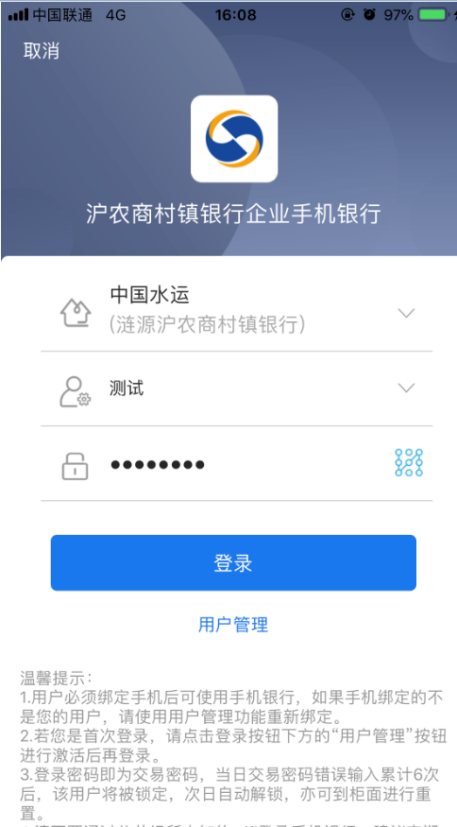 中国联通 4G 16:08 97%
取消
沪农商村镇银行企业手机银行
中国水运
(涟源沪农商村镇银行)
测试
登录
用户管理
温馨提示:
1.用户必须绑定手机后可使用手机银行，如果手机绑定的不
是您的用户，请使用用户管理功能重新绑定。
2.若您是首次登录，请点击登录按钮下方的“用户管理”按钮
进行激活后再登录。
3.登录密码即为交易密码，当日交易密码错误输入累计6次
后，该用户将被锁定，次日自动解锁，亦可到柜面进行重
置。